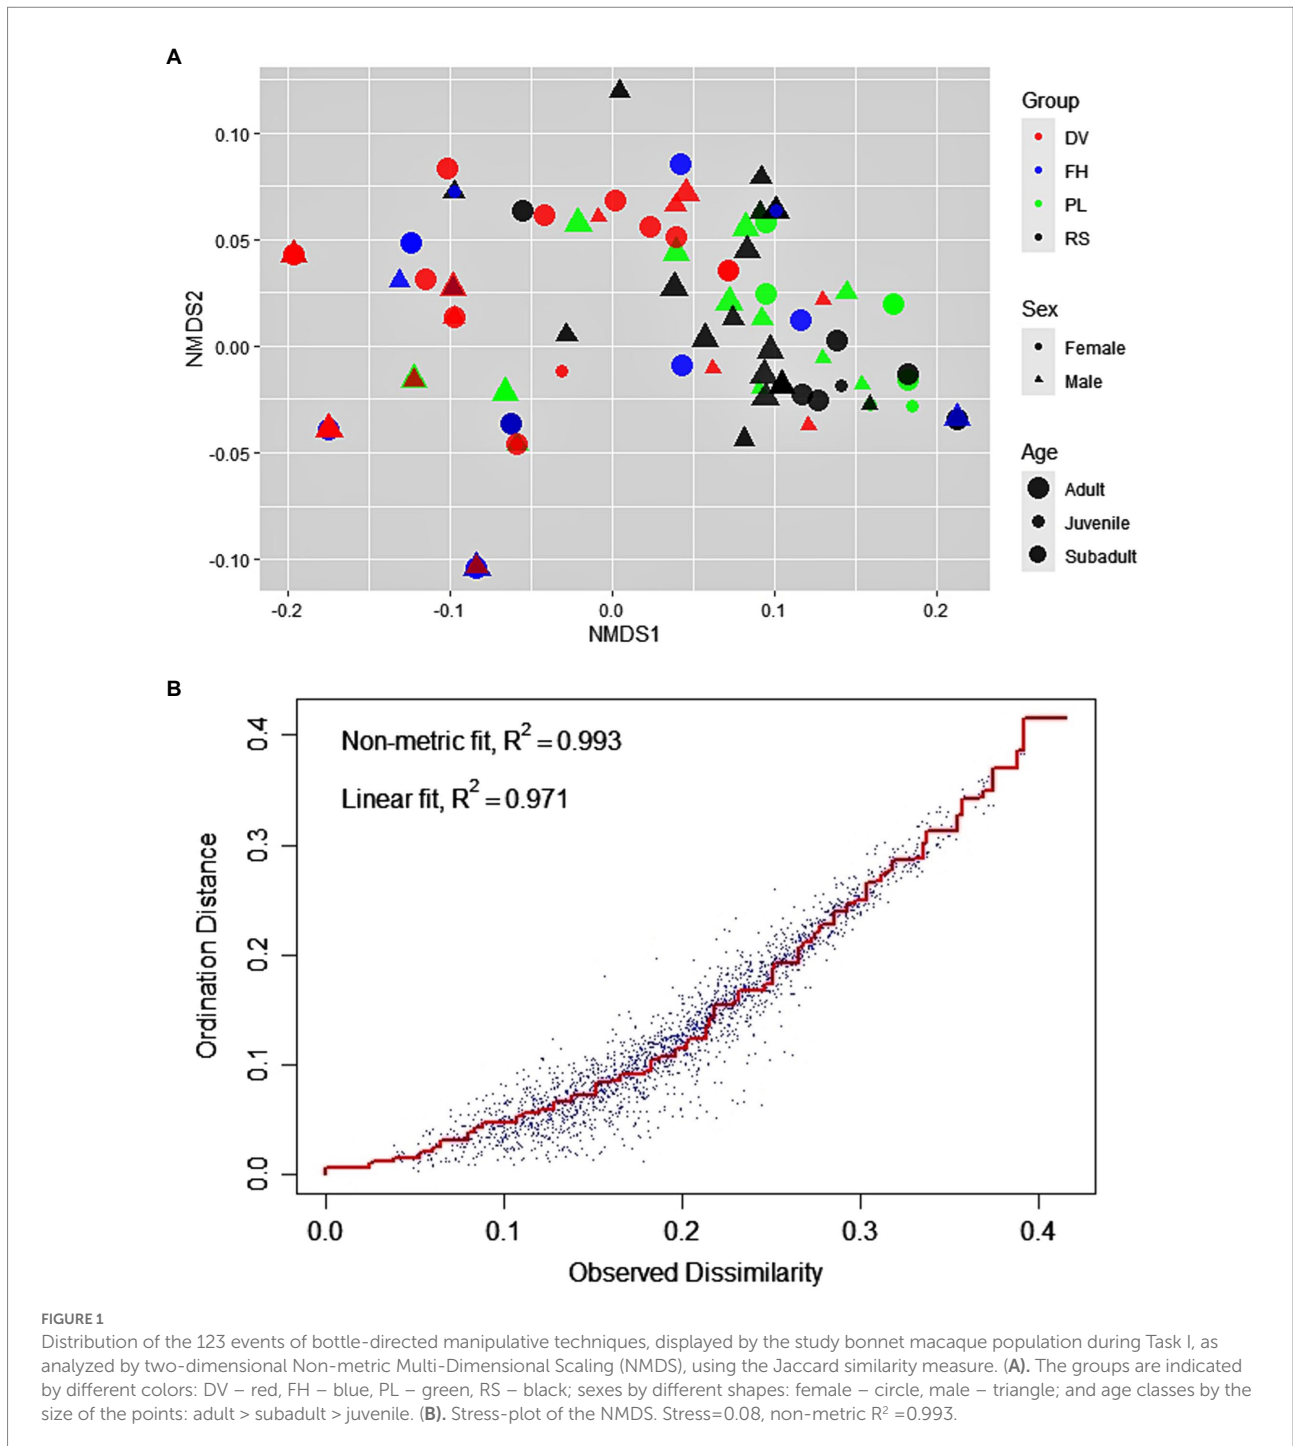 A
Group
DV
FH
PL
RS
Sex
Female
Male
Age
Adult
Juvenile
Subadult
NMDS2
0.10
0.05
0.00
-0.05
-0.10
-0.2 -0.1 0.0 0.1 0.2
NMDS1
B
Non-metric fit, R² = 0.993
Linear fit, R² = 0.971
Ordination Distance
0.4
0.3
0.2
0.1
0.0
0.0 0.1 0.2 0.3 0.4
Observed Dissimilarity
FIGURE 1
Distribution of the 123 events of bottle-directed manipulative techniques, displayed by the study bonnet macaque population during Task I, as
analyzed by two-dimensional Non-metric Multi-Dimensional Scaling (NMDS), using the Jaccard similarity measure. (A). The groups are indicated
by different colors: DV – red, FH – blue, PL – green, RS – black; sexes by different shapes: female – circle, male – triangle; and age classes by the
size of the points: adult > subadult > juvenile. (B). Stress-plot of the NMDS. Stress=0.08, non-metric R² =0.993.